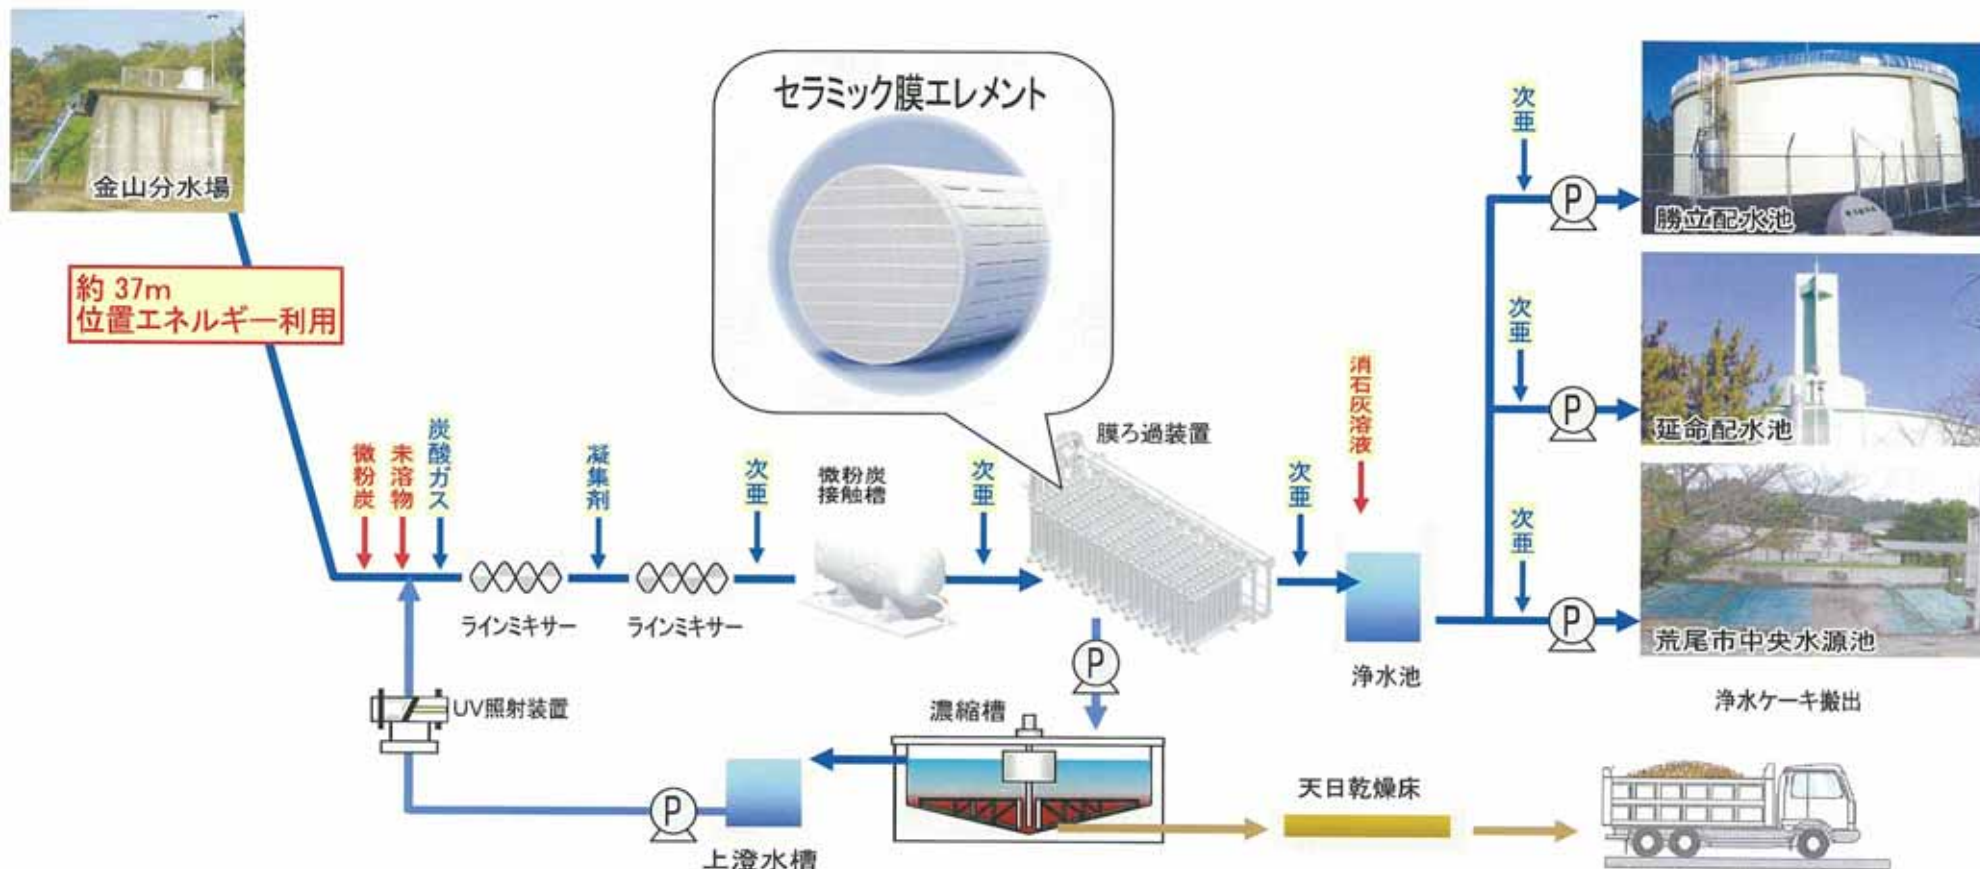 金山分水場
約 37m
位置エネルギー利用
セラミック膜エレメント
微粉炭
未溶物
炭酸ガス
凝集剤
次亜
微粉炭
接触槽
次亜
膜ろ過装置
次亜
消石灰溶液
次亜
P
勝立配水池
次亜
P
延命配水池
次亜
P
荒尾市中央水源池
ラインミキサー
ラインミキサー
P
浄水池
UV照射装置
濃縮槽
浄水ケーキ搬出
天日乾燥床
P
上澄水槽